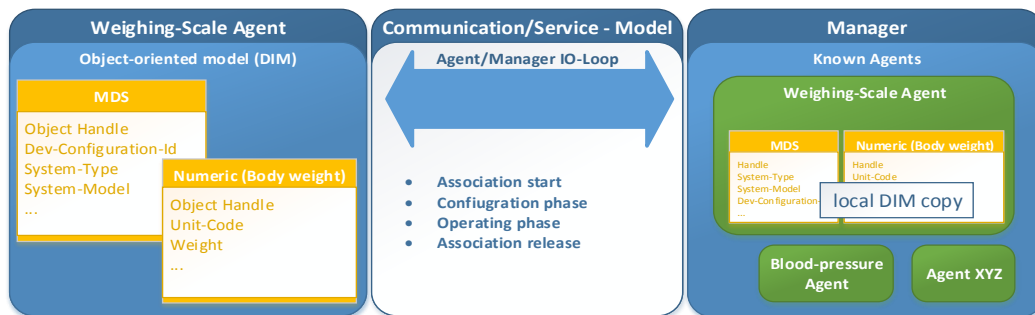 Weighing-Scale Agent
Object-oriented model (DIM)
MDS
Object Handle
Dev-Configuration-Id
System-Type
System-Model
...
Numeric (Body weight)
Object Handle
Unit-Code
Weight
...
Communication/Service - Model
Agent/Manager IO-Loop
• Association start
• Confiugration phase
• Operating phase
• Association release
Manager
Known Agents
Weighing-Scale Agent
MDS
Handle
System-Type
System-Model
Dev-Configuration-
...
Numeric (Body weight)
Handle
Unit-Code
local DIM copy
Blood-pressure
Agent
Agent XYZ